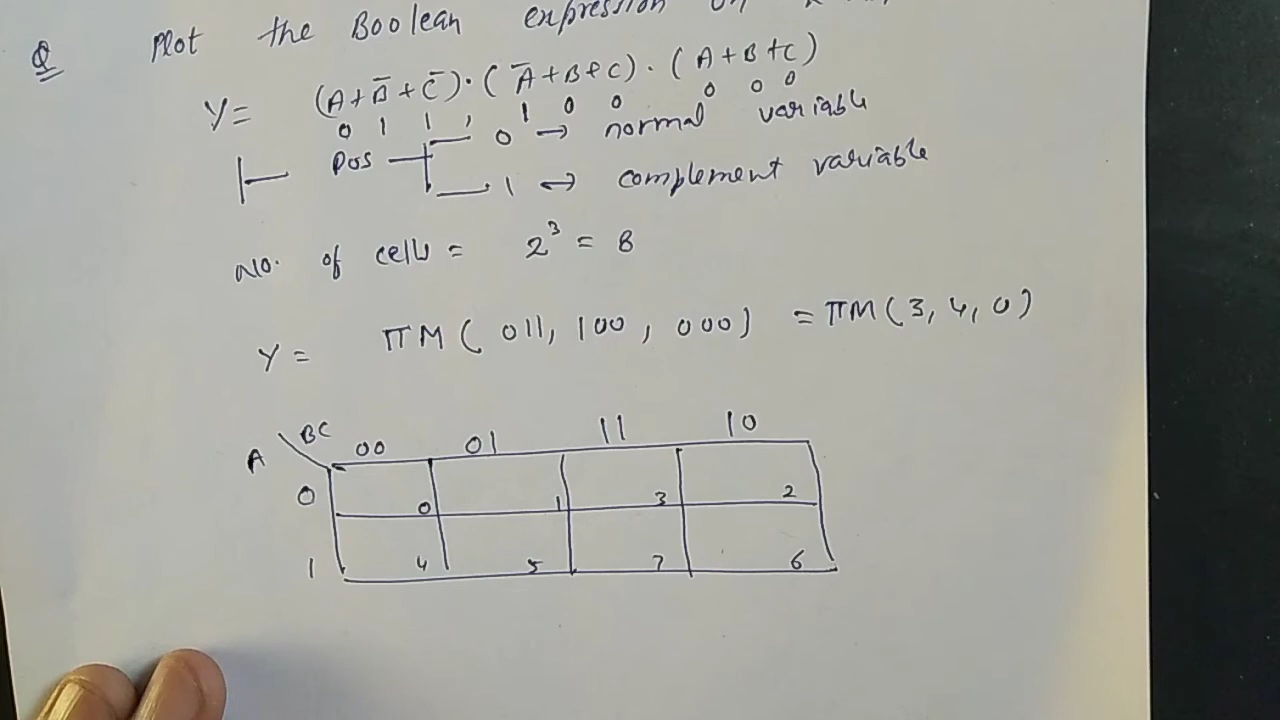 Q Plot the Boolean expression on
Y = (A + B̅ + C̅) · (A̅ + B + C) · (A + B + C)
0 1 1 , 1 0 0 0 0 0
POS 0 → normal variable
1 → complement variable
No. of cells = 2³ = 8
Y = πM ( 011, 100, 000) = πM (3, 4, 0)
A BC 00 01 11 10
0 0 1 3 2
1 4 5 7 6